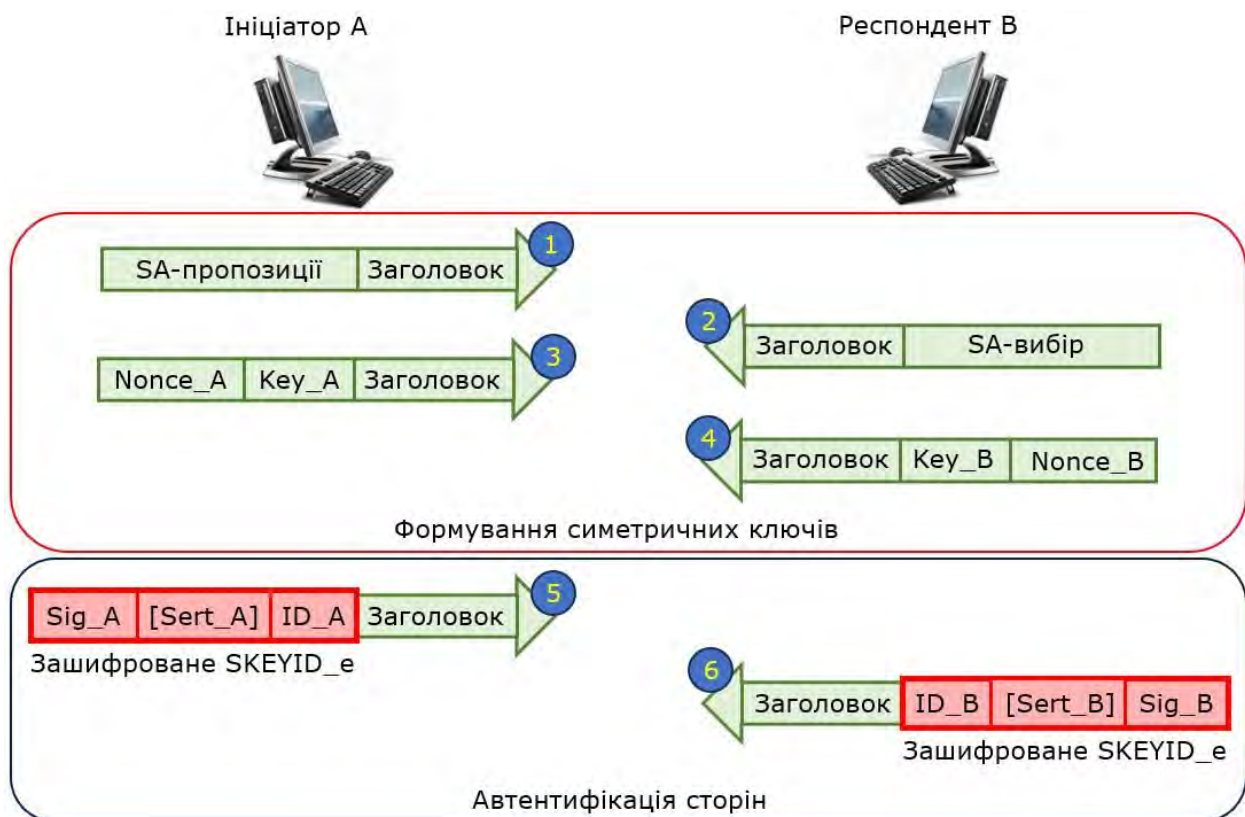 Ініціатор А
Респондент В
SA-пропозиції Заголовок 1
2 Заголовок SA-вибір
Nonce_A Key_A Заголовок 3
4 Заголовок Key_B Nonce_B
Формування симетричних ключів
Sig_A [Sert_A] ID_A Заголовок 5
Зашифроване SKEYID_e
6 Заголовок ID_B [Sert_B] Sig_B
Зашифроване SKEYID_e
Автентифікація сторін